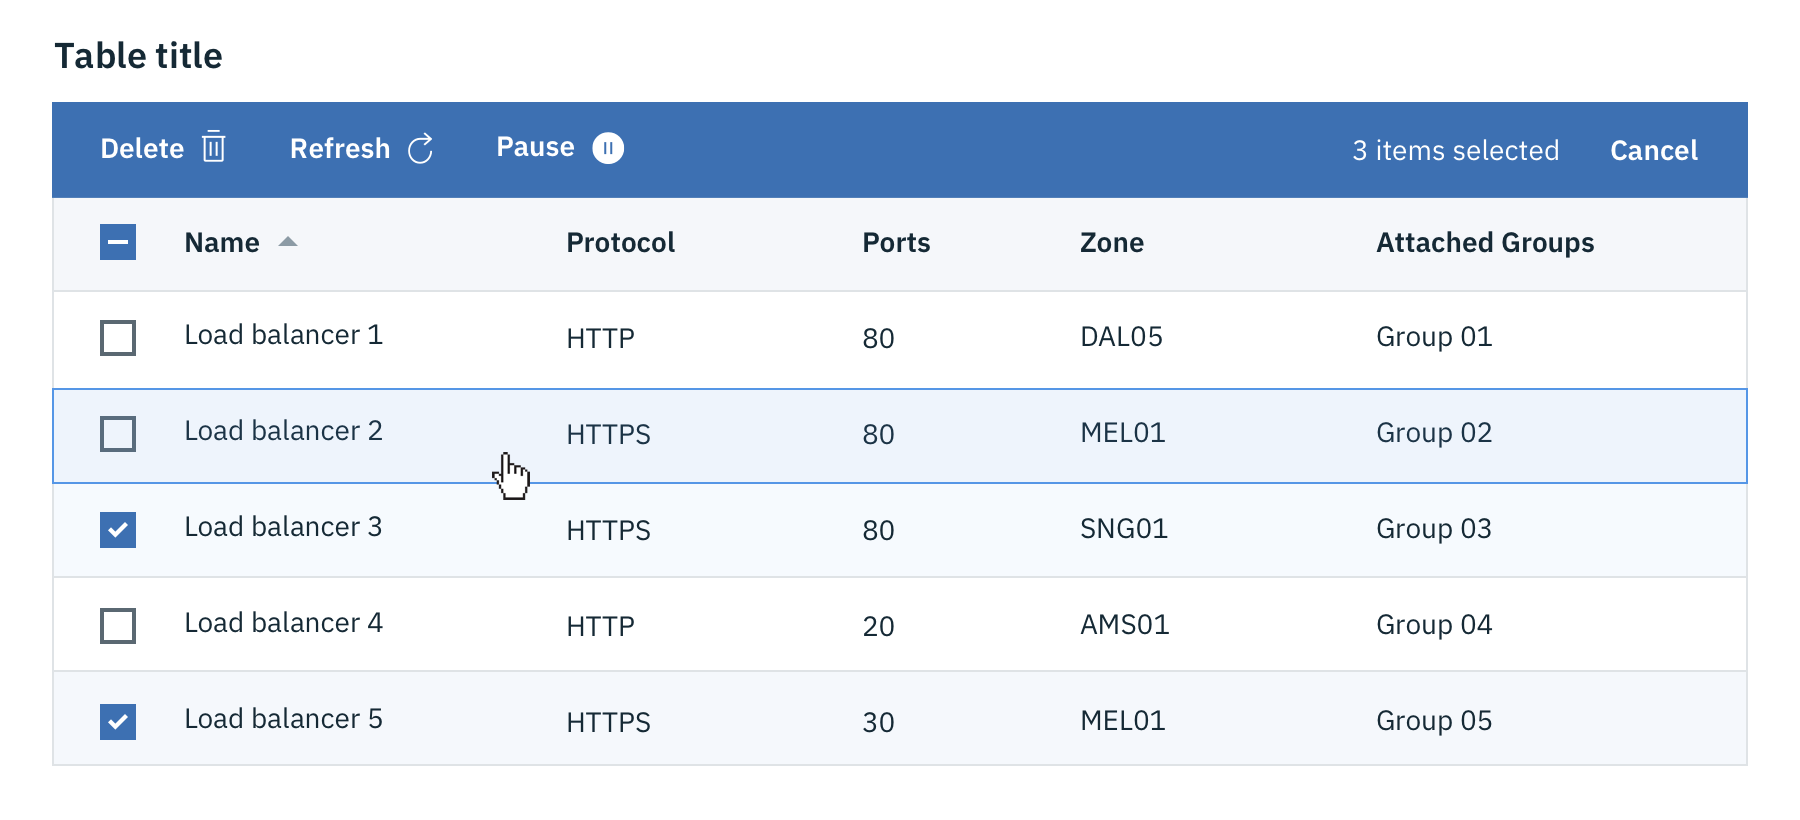 Table title
Delete Refresh Pause 3 items selected Cancel
Name Protocol Ports Zone Attached Groups
Load balancer 1 HTTP 80 DAL05 Group 01
Load balancer 2 HTTPS 80 MEL01 Group 02
Load balancer 3 HTTPS 80 SNG01 Group 03
Load balancer 4 HTTP 20 AMS01 Group 04
Load balancer 5 HTTPS 30 MEL01 Group 05